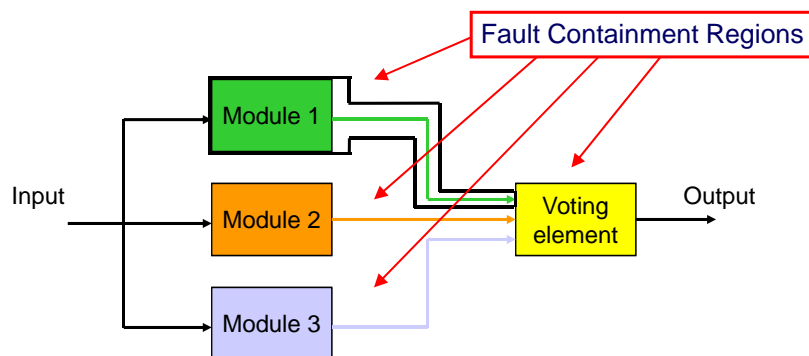 Fault Containment Regions
Module 1
Input
Module 2
Voting
element
Output
Module 3